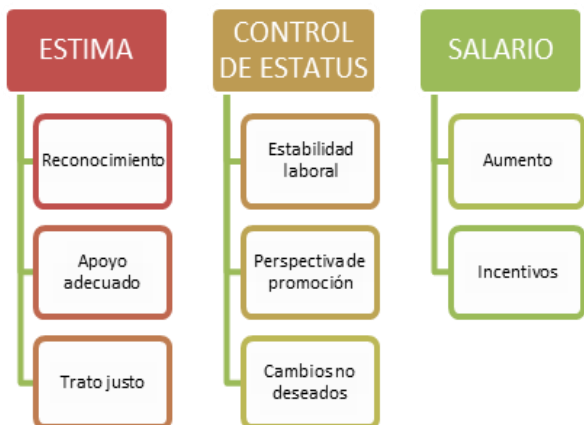 ESTIMA
Reconocimiento
Apoyo
adecuado
Trato justo
CONTROL
DE ESTATUS
Estabilidad
laboral
Perspectiva de
promoción
Cambios no
deseados
SALARIO
Aumento
Incentivos